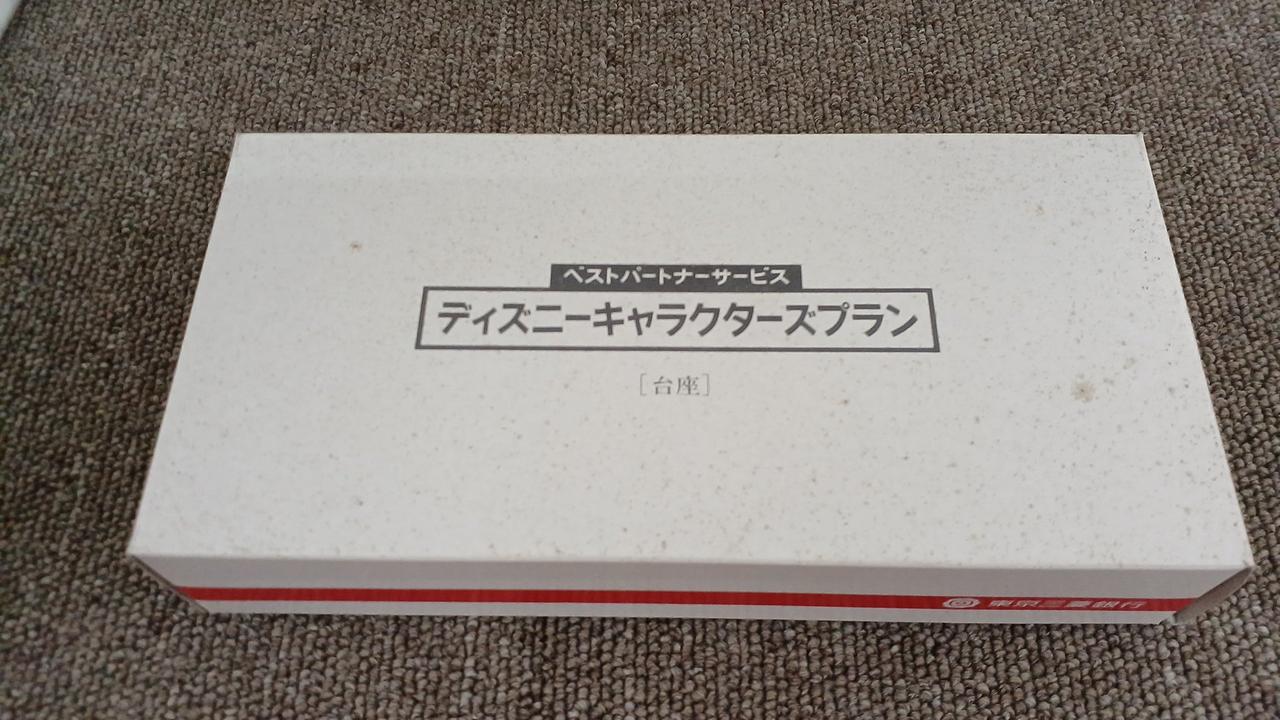 ベストパートナーサービス
ディズニーキャラクターズプラン
[台座]
東京三菱銀行